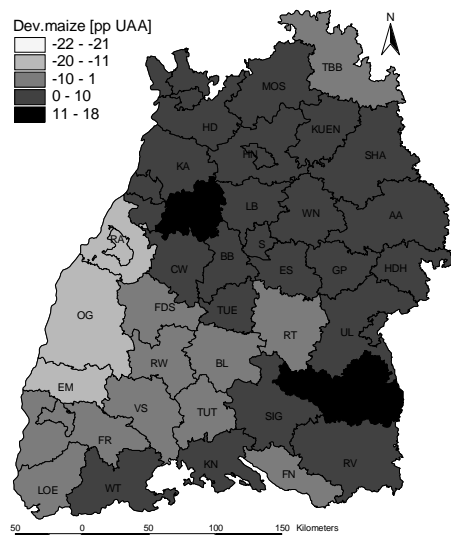 Dev.maize [pp UAA]
-22 - -21
-20 - -11
-10 - 1
0 - 10
11 - 18
N
TBB
MOS
HD
KUEN
HN
SHA
KA
LB
WN
AA
RA
S
BB
ES
GP
HDH
CW
OG
FDS
TUE
RT
UL
RW
BL
EM
VS
TUT
SIG
FR
KN
FN
RV
LOE
WT
50 0 50 100 150 Kilometers